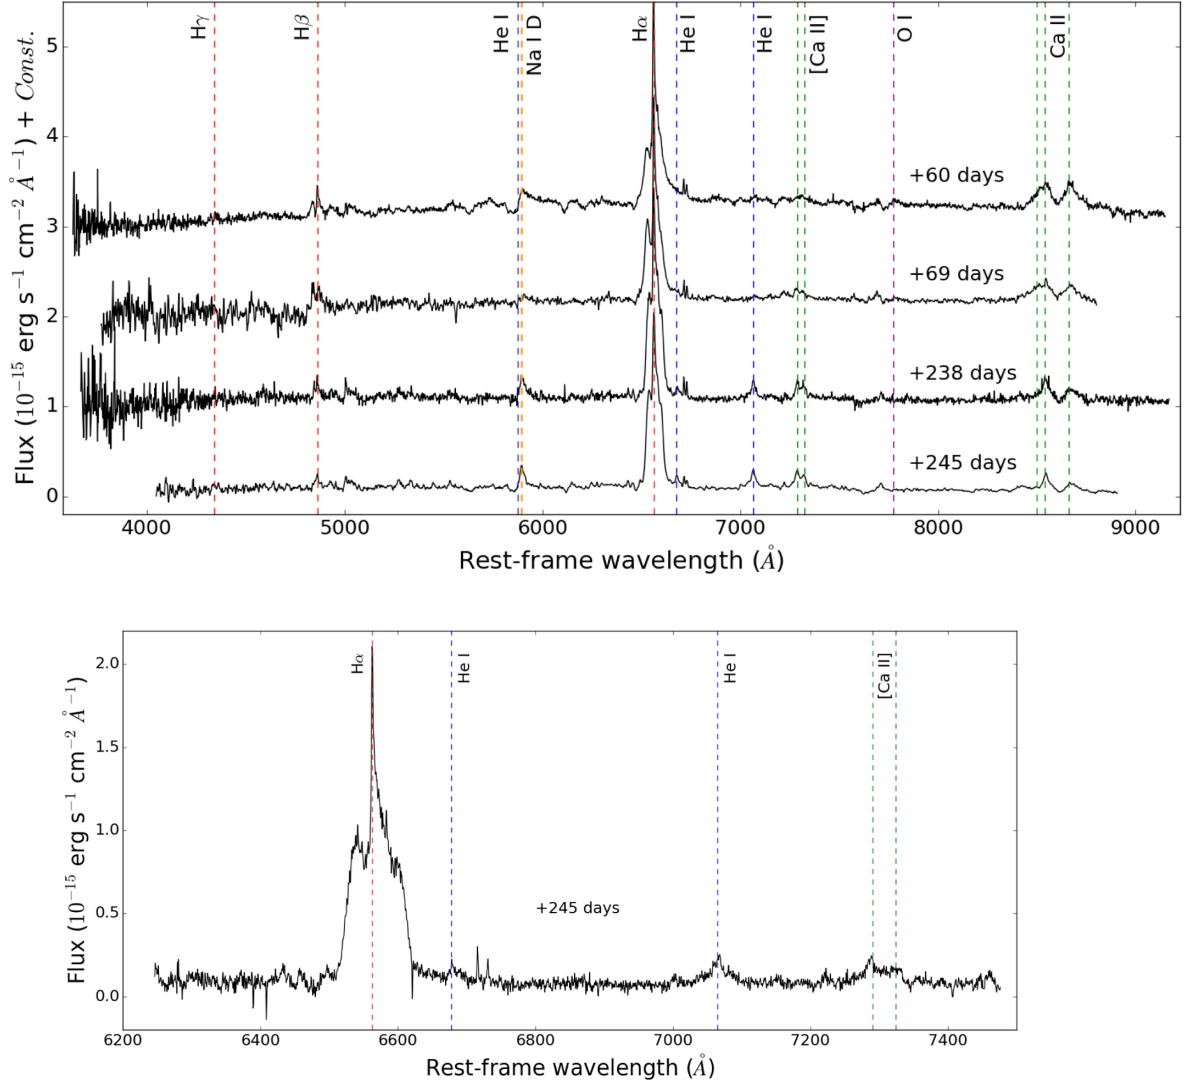 Hγ
Hβ
He I
Na I D
Hα
He I
He I
[Ca II]
O I
Ca II
5
4
3
2
1
0
+60 days
+69 days
+238 days
+245 days
4000 5000 6000 7000 8000 9000
Flux (10⁻¹⁵ erg s⁻¹ cm⁻² Å⁻¹) + Const.
Rest-frame wavelength (Å)
Hα
He I
He I
[Ca II]
2.0
1.5
1.0
0.5
0.0
+245 days
6200 6400 6600 6800 7000 7200 7400
Flux (10⁻¹⁵ erg s⁻¹ cm⁻² Å⁻¹)
Rest-frame wavelength (Å)